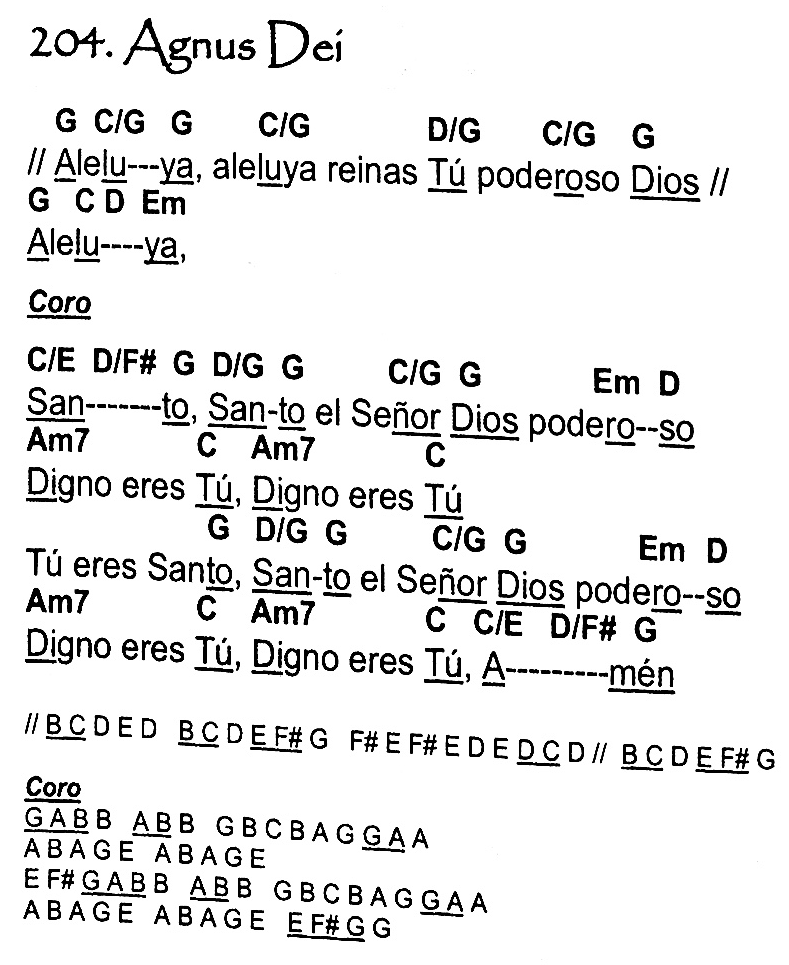 204. Agnus Dei
G C/G G C/G D/G C/G G
// Alelu---ya, aleluya reinas Tú poderoso Dios //
G C D Em
Alelu----ya,
Coro
C/E D/F# G D/G G C/G G Em D
San-------to, San-to el Señor Dios podero--so
Am7 C Am7 C
Digno eres Tú, Digno eres Tú
G D/G G C/G G Em D
Tú eres Santo, San-to el Señor Dios podero--so
Am7 C Am7 C C/E D/F# G
Digno eres Tú, Digno eres Tú, A---------mén
// B C D E D B C D E F# G F# E F# E D E D C D // B C D E F# G
Coro
G A B B A B B G B C B A G G A A
A B A G E A B A G E
E F# G A B B A B B G B C B A G G A A
A B A G E A B A G E E F# G G